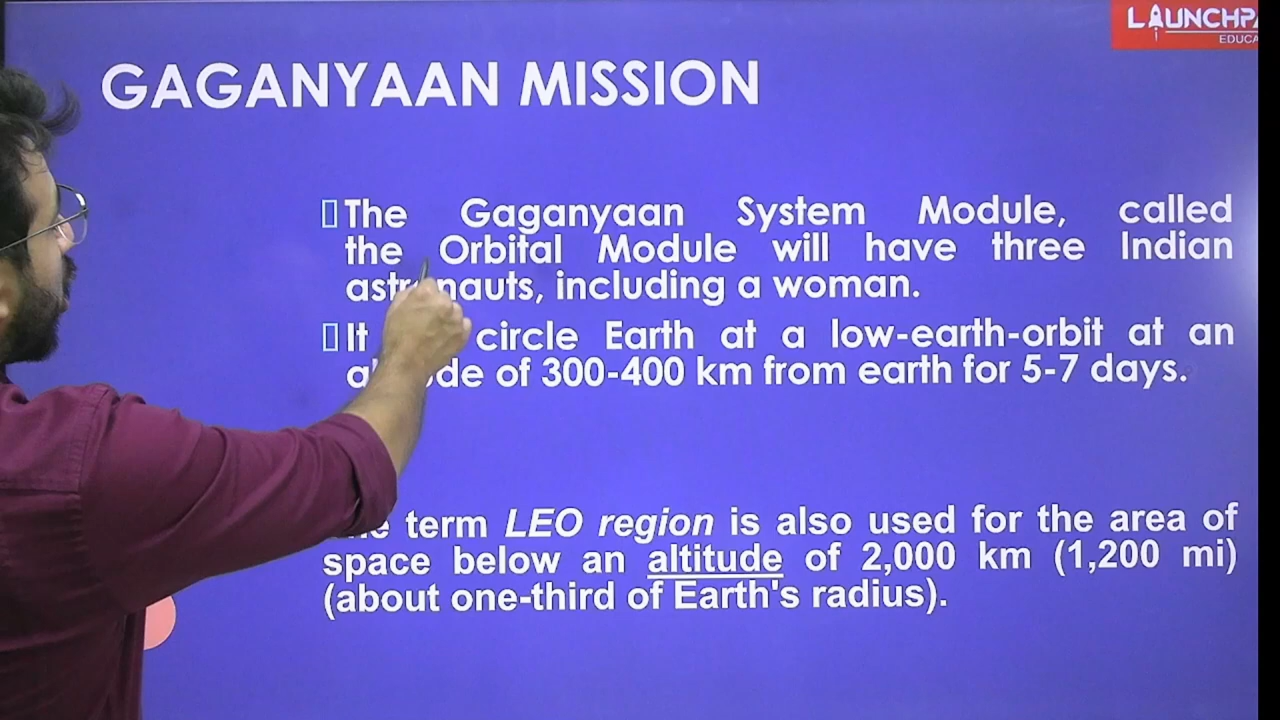 LAUNCHPA
EDUCA
GAGANYAAN MISSION
The Gaganyaan System Module, called
the Orbital Module will have three Indian
astronauts, including a woman.
It circle Earth at a low-earth-orbit at an
of 300-400 km from earth for 5-7 days.
term LEO region is also used for the area of
space below an altitude of 2,000 km (1,200 mi)
(about one-third of Earth's radius).